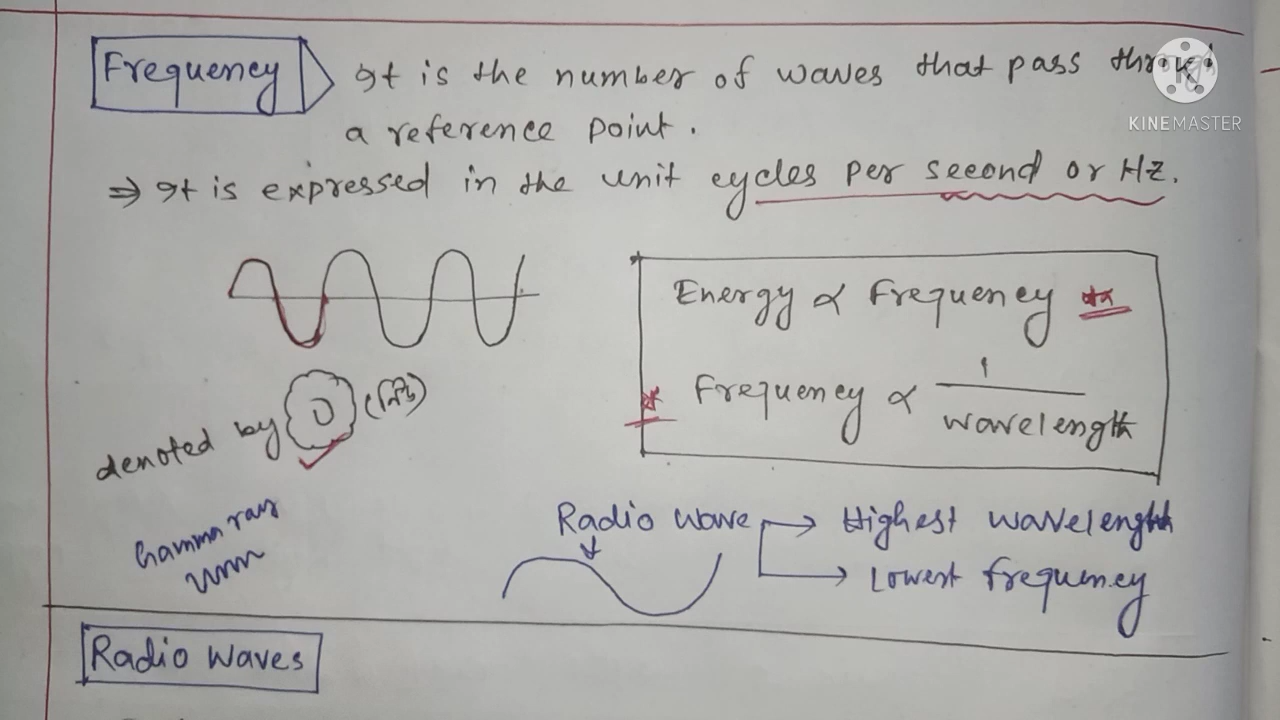 Frequency
It is the number of waves that pass through
a reference point.
⇒ It is expressed in the unit cycles per second or Hz.
Energy ∝ Frequency **
* Frequency ∝ 1 / wavelength
denoted by υ
Gamma ray
Radio wave → Highest wavelength
→ Lowest frequency
Radio Waves
KINEMASTER